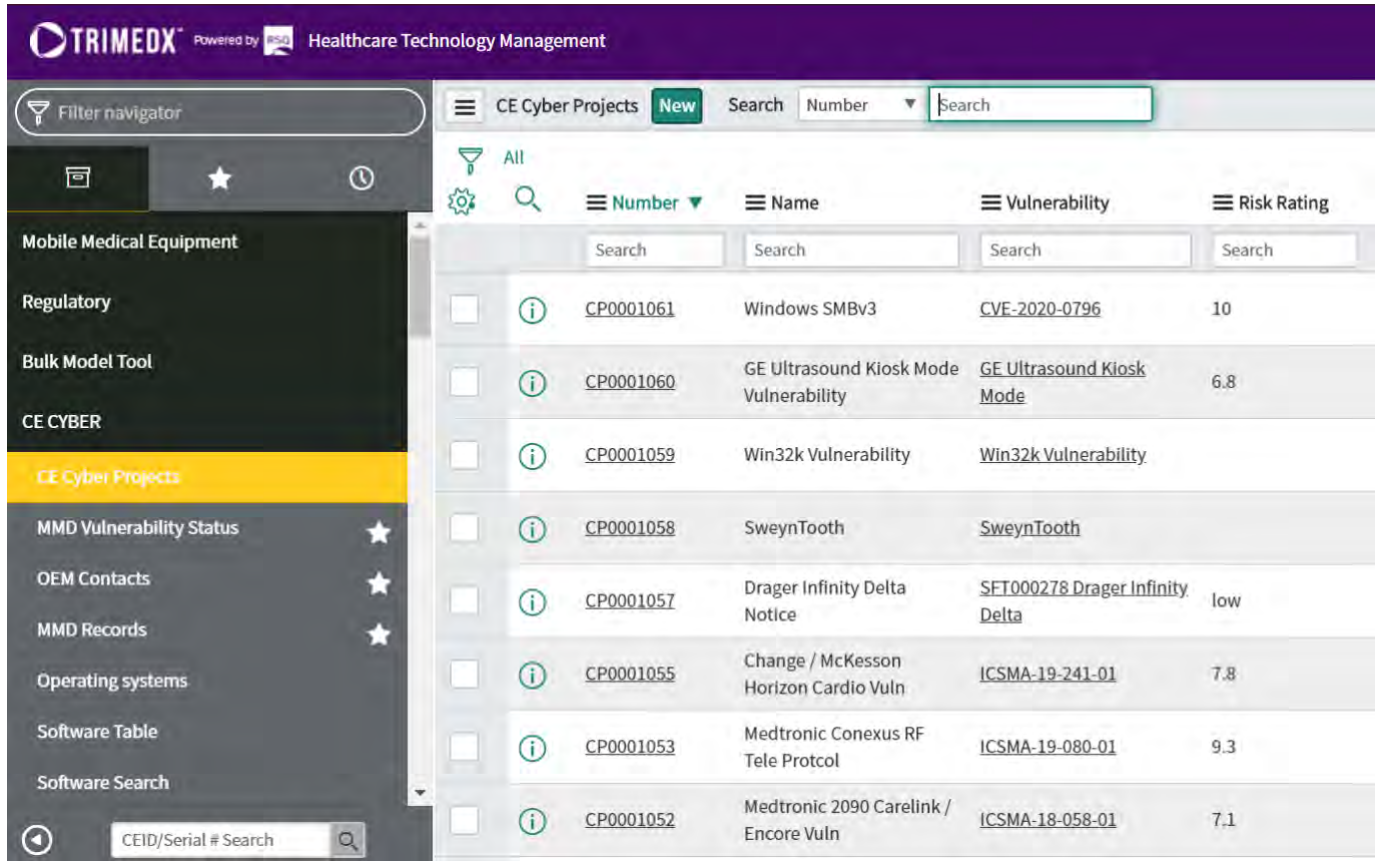 TRIMEDX Powered by RSQ Healthcare Technology Management
Filter navigator
CE Cyber Projects New Search Number Search
All
Number Name Vulnerability Risk Rating
Search Search Search Search
Mobile Medical Equipment
Regulatory
Bulk Model Tool
CE CYBER
CE Cyber Projects
MMD Vulnerability Status
OEM Contacts
MMD Records
Operating systems
Software Table
Software Search
CEID/Serial # Search
CP0001061 Windows SMBv3 CVE-2020-0796 10
CP0001060 GE Ultrasound Kiosk Mode Vulnerability GE Ultrasound Kiosk Mode 6.8
CP0001059 Win32k Vulnerability Win32k Vulnerability
CP0001058 SweynTooth SweynTooth
CP0001057 Drager Infinity Delta Notice SFT000278 Drager Infinity Delta low
CP0001055 Change / McKesson Horizon Cardio Vuln ICSMA-19-241-01 7.8
CP0001053 Medtronic Conexus RF Tele Protcol ICSMA-19-080-01 9.3
CP0001052 Medtronic 2090 Carelink / Encore Vuln ICSMA-18-058-01 7.1